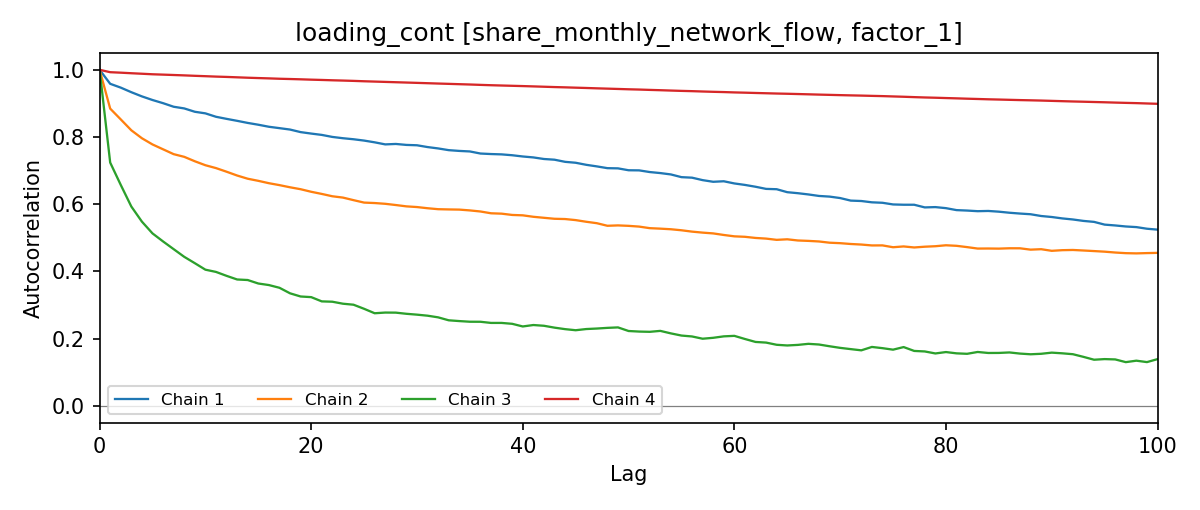 loading_cont [share_monthly_network_flow, factor_1]
Autocorrelation
1.0
0.8
0.6
0.4
0.2
0.0
Chain 1 Chain 2 Chain 3 Chain 4
0 20 40 60 80 100
Lag